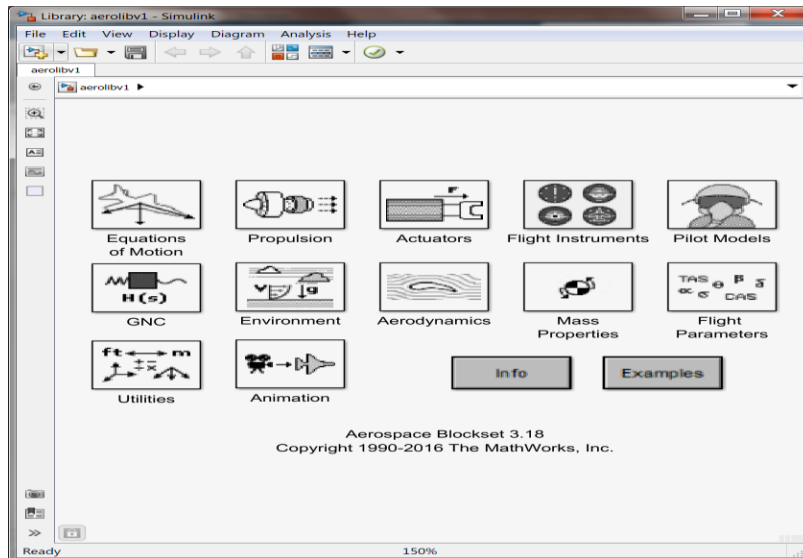 Library: aerolibv1 - Simulink
File Edit View Display Diagram Analysis Help
aerolibv1
aerolibv1
Equations of Motion
Propulsion
Actuators
F
Flight Instruments
Pilot Models
H(s)
GNC
V g
Environment
Aerodynamics
Mass Properties
TAS Θ β a
α σ CAS
Flight Parameters
ft m
Utilities
Animation
Info
Examples
Aerospace Blockset 3.18
Copyright 1990-2016 The MathWorks, Inc.
Ready
150%